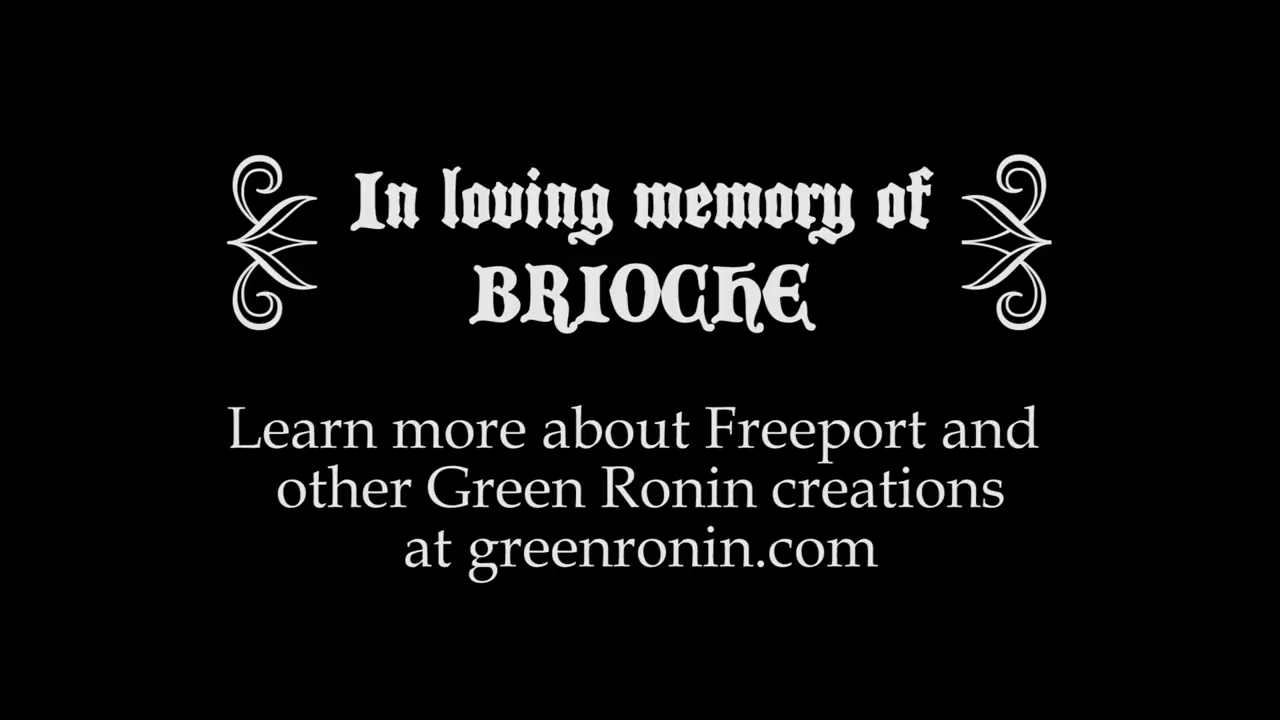 In loving memory of
BRIOCHE
Learn more about Freeport and
other Green Ronin creations
at greenronin.com